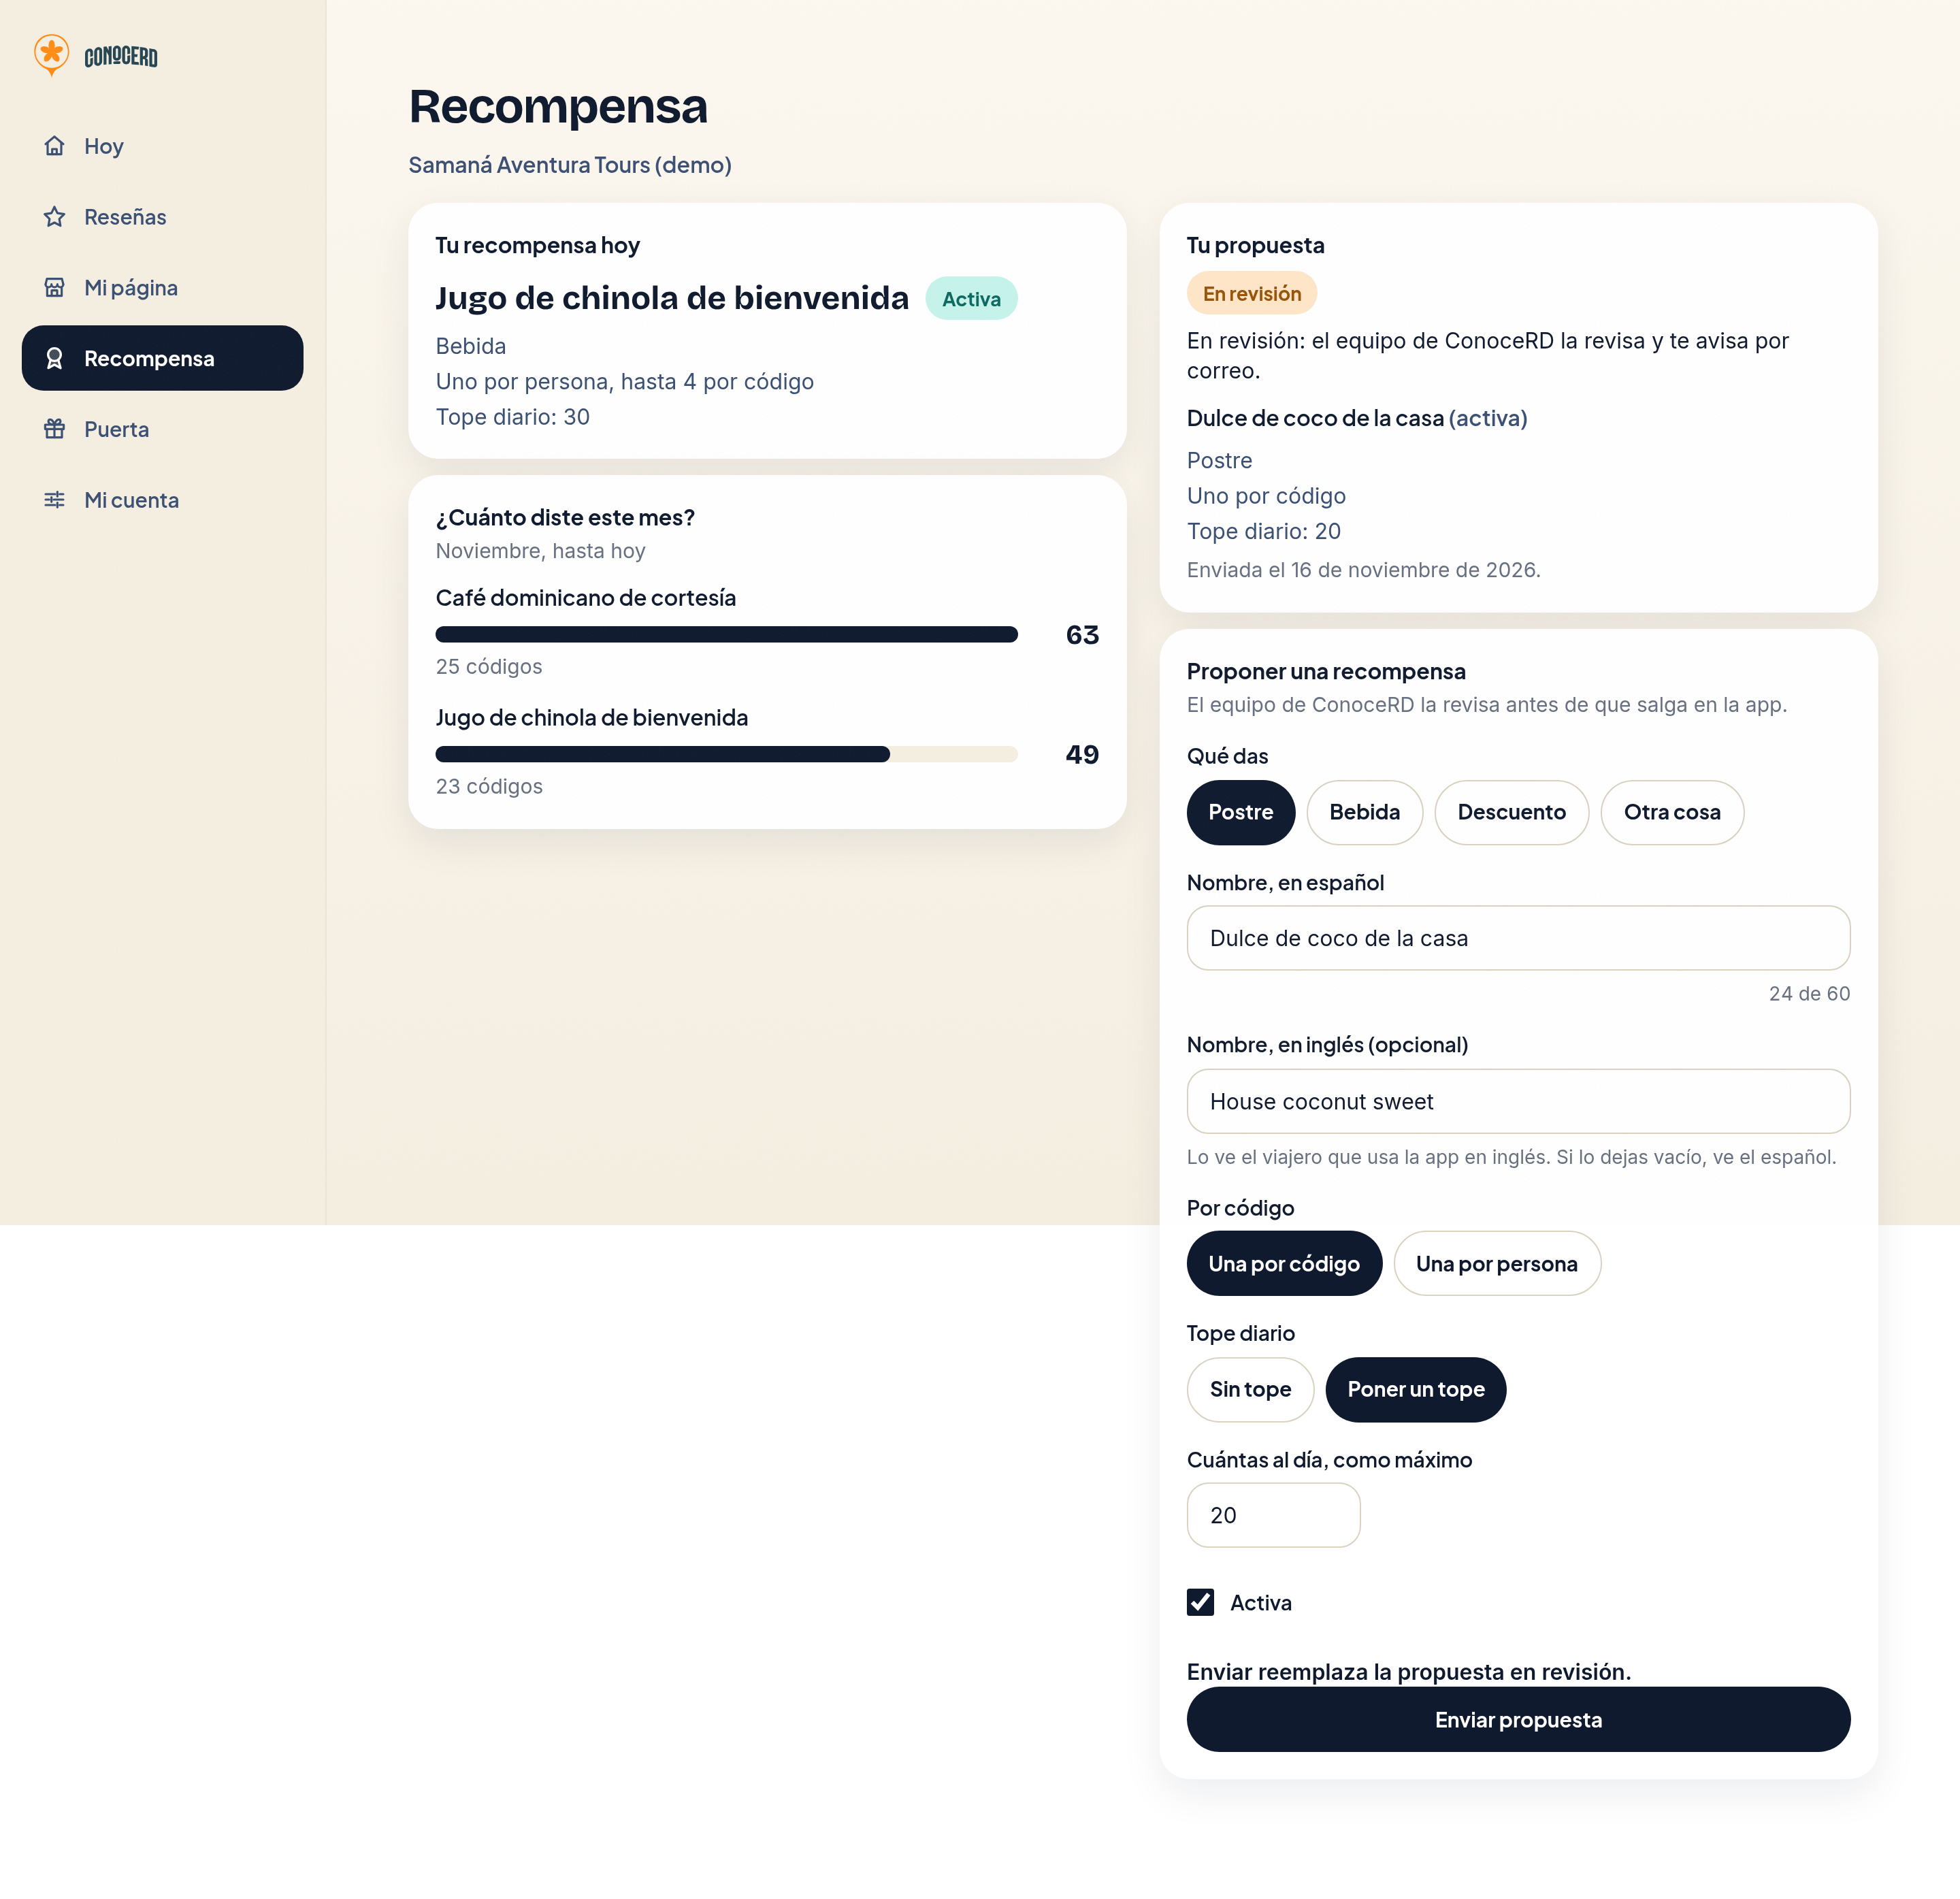 CONOCERD
Hoy
Reseñas
Mi página
Recompensa
Puerta
Mi cuenta
Recompensa
Samaná Aventura Tours (demo)
Tu recompensa hoy
Jugo de chinola de bienvenida
Activa
Bebida
Uno por persona, hasta 4 por código
Tope diario: 30
¿Cuánto diste este mes?
Noviembre, hasta hoy
Café dominicano de cortesía
63
25 códigos
Jugo de chinola de bienvenida
49
23 códigos
Tu propuesta
En revisión
En revisión: el equipo de ConoceRD la revisa y te avisa por
correo.
Dulce de coco de la casa (activa)
Postre
Uno por código
Tope diario: 20
Enviada el 16 de noviembre de 2026.
Proponer una recompensa
El equipo de ConoceRD la revisa antes de que salga en la app.
Qué das
Postre Bebida Descuento Otra cosa
Nombre, en español
Dulce de coco de la casa
24 de 60
Nombre, en inglés (opcional)
House coconut sweet
Lo ve el viajero que usa la app en inglés. Si lo dejas vacío, ve el español.
Por código
Una por código Una por persona
Tope diario
Sin tope Poner un tope
Cuántas al día, como máximo
20
Activa
Enviar reemplaza la propuesta en revisión.
Enviar propuesta